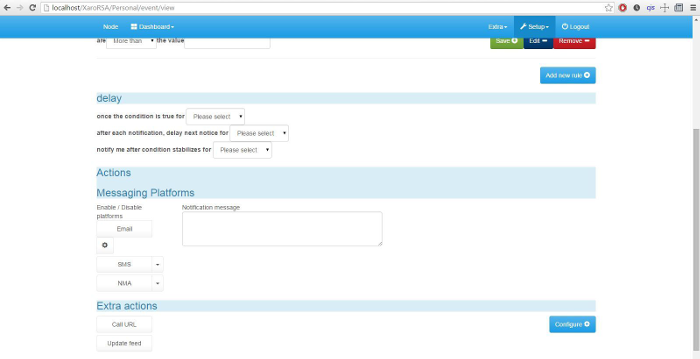 localhost/XaroRSA/Personal/event/view
Node Dashboard Extra Setup Logout
are More than the value Save Edit Remove
Add new rule
delay
once the condition is true for Please select
after each notification, delay next notice for Please select
notify me after condition stabilizes for Please select
Actions
Messaging Platforms
Enable / Disable
platforms
Notification message
Email
SMS
NMA
Extra actions
Call URL Configure
Update feed